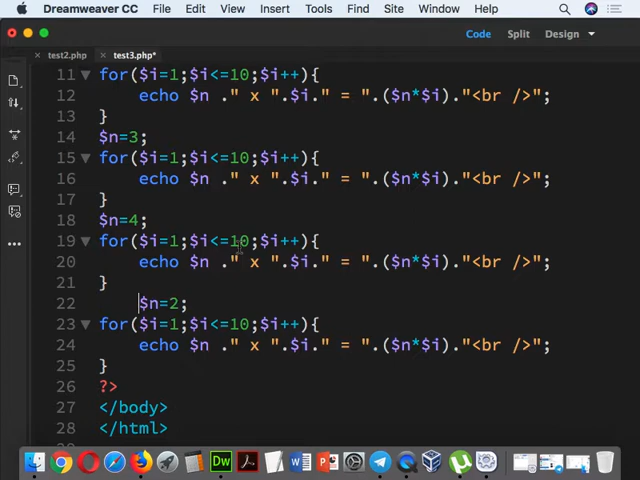 Dreamweaver CC File Edit View Insert Tools Find Site Window Help
Code Split Design
test2.php test3.php*
11 for($i=1;$i<=10;$i++){
12 echo $n ." x ".$i." = ".($n*$i)."<br />";
13 }
14 $n=3;
15 for($i=1;$i<=10;$i++){
16 echo $n ." x ".$i." = ".($n*$i)."<br />";
17 }
18 $n=4;
19 for($i=1;$i<=10;$i++){
20 echo $n ." x ".$i." = ".($n*$i)."<br />";
21 }
22 $n=2;
23 for($i=1;$i<=10;$i++){
24 echo $n ." x ".$i." = ".($n*$i)."<br />";
25 }
26 ?>
27 </body>
28 </html>
Dw W P